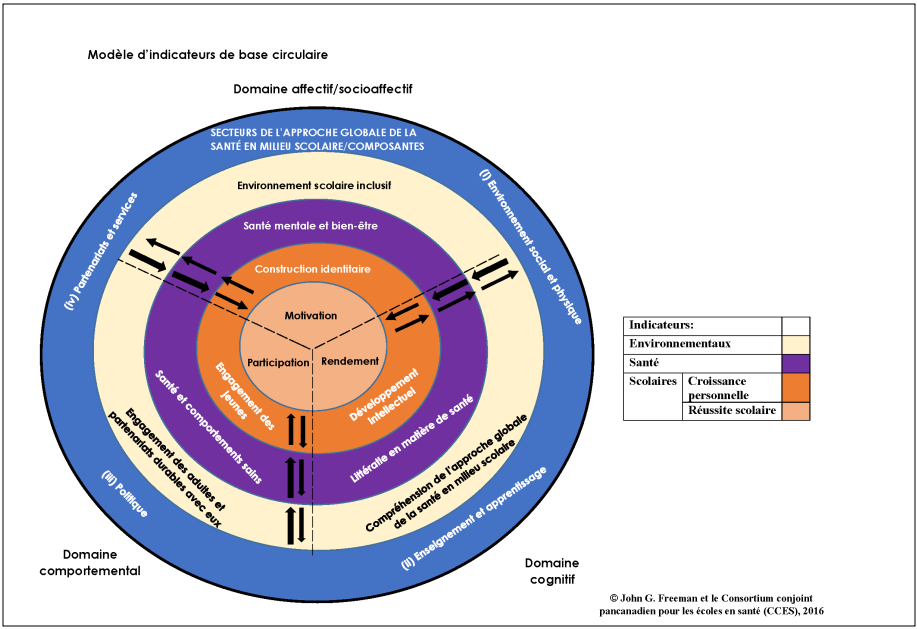 Modèle d'indicateurs de base circulaire
Domaine affectif/socioaffectif
SECTEURS DE L'APPROCHE GLOBALE DE LA
SANTÉ EN MILIEU SCOLAIRE/COMPOSANTES
Environnement scolaire inclusif
Santé mentale et bien-être
Construction identitaire
Motivation
Participation
Rendement
(i) Environnement social et physique
(iv) Partenariats et services
Engagement des
jeunes
Développement
intellectuel
Santé et comportements sains
Littératie en matière de santé
Engagement des adultes et
partenariats durables avec eux
Compréhension de l'approche globale
de la santé en milieu scolaire
(iii) Politique
(ii) Enseignement et apprentissage
Domaine
comportemental
Domaine
cognitif
Indicateurs:
Environnementaux
Santé
Scolaires
Croissance
personnelle
Réussite scolaire
© John G. Freeman et le Consortium conjoint
pancanadien pour les écoles en santé (CCES), 2016